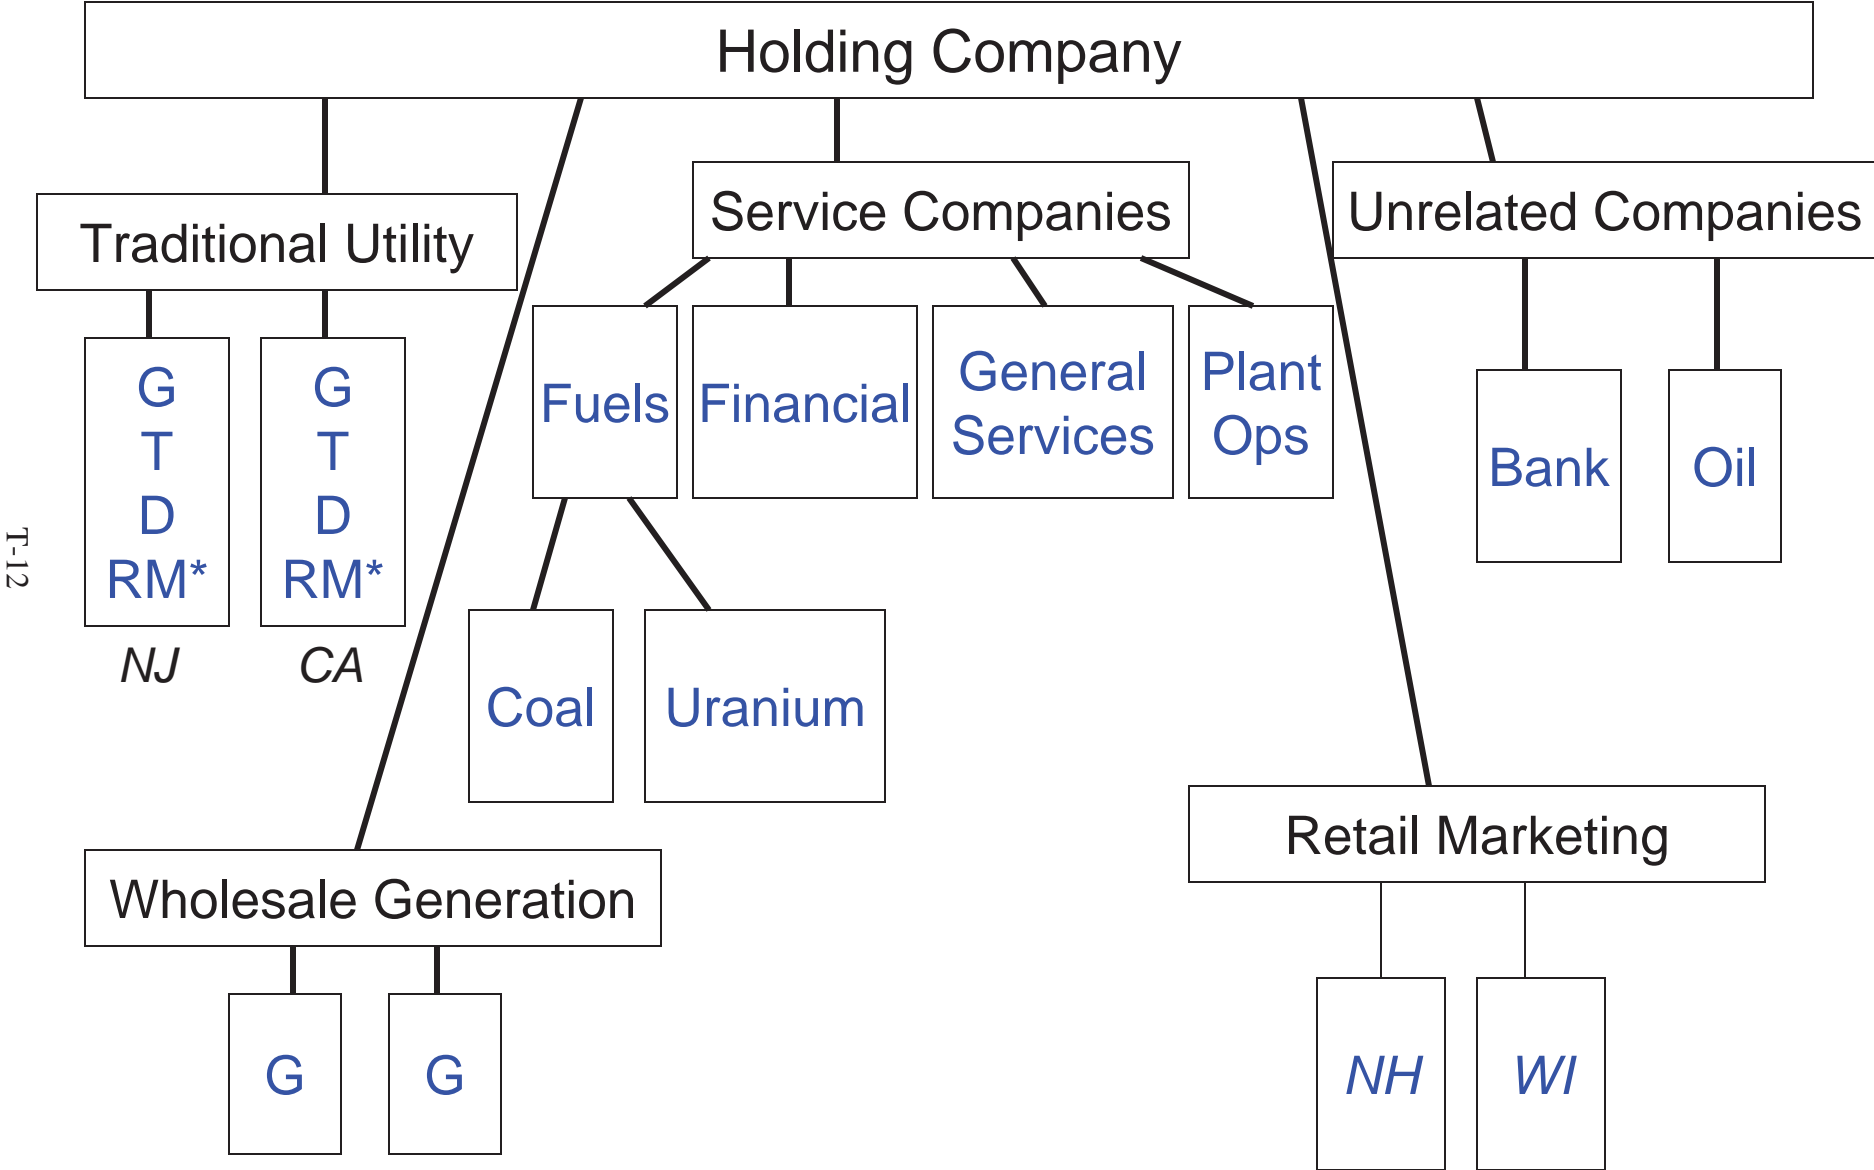 Holding Company
Traditional Utility
Service Companies
Unrelated Companies
G
T
D
RM*
NJ
G
T
D
RM*
CA
Fuels
Financial
General
Services
Plant
Ops
Bank
Oil
Coal
Uranium
Wholesale Generation
G
G
Retail Marketing
NH
WI
T-12